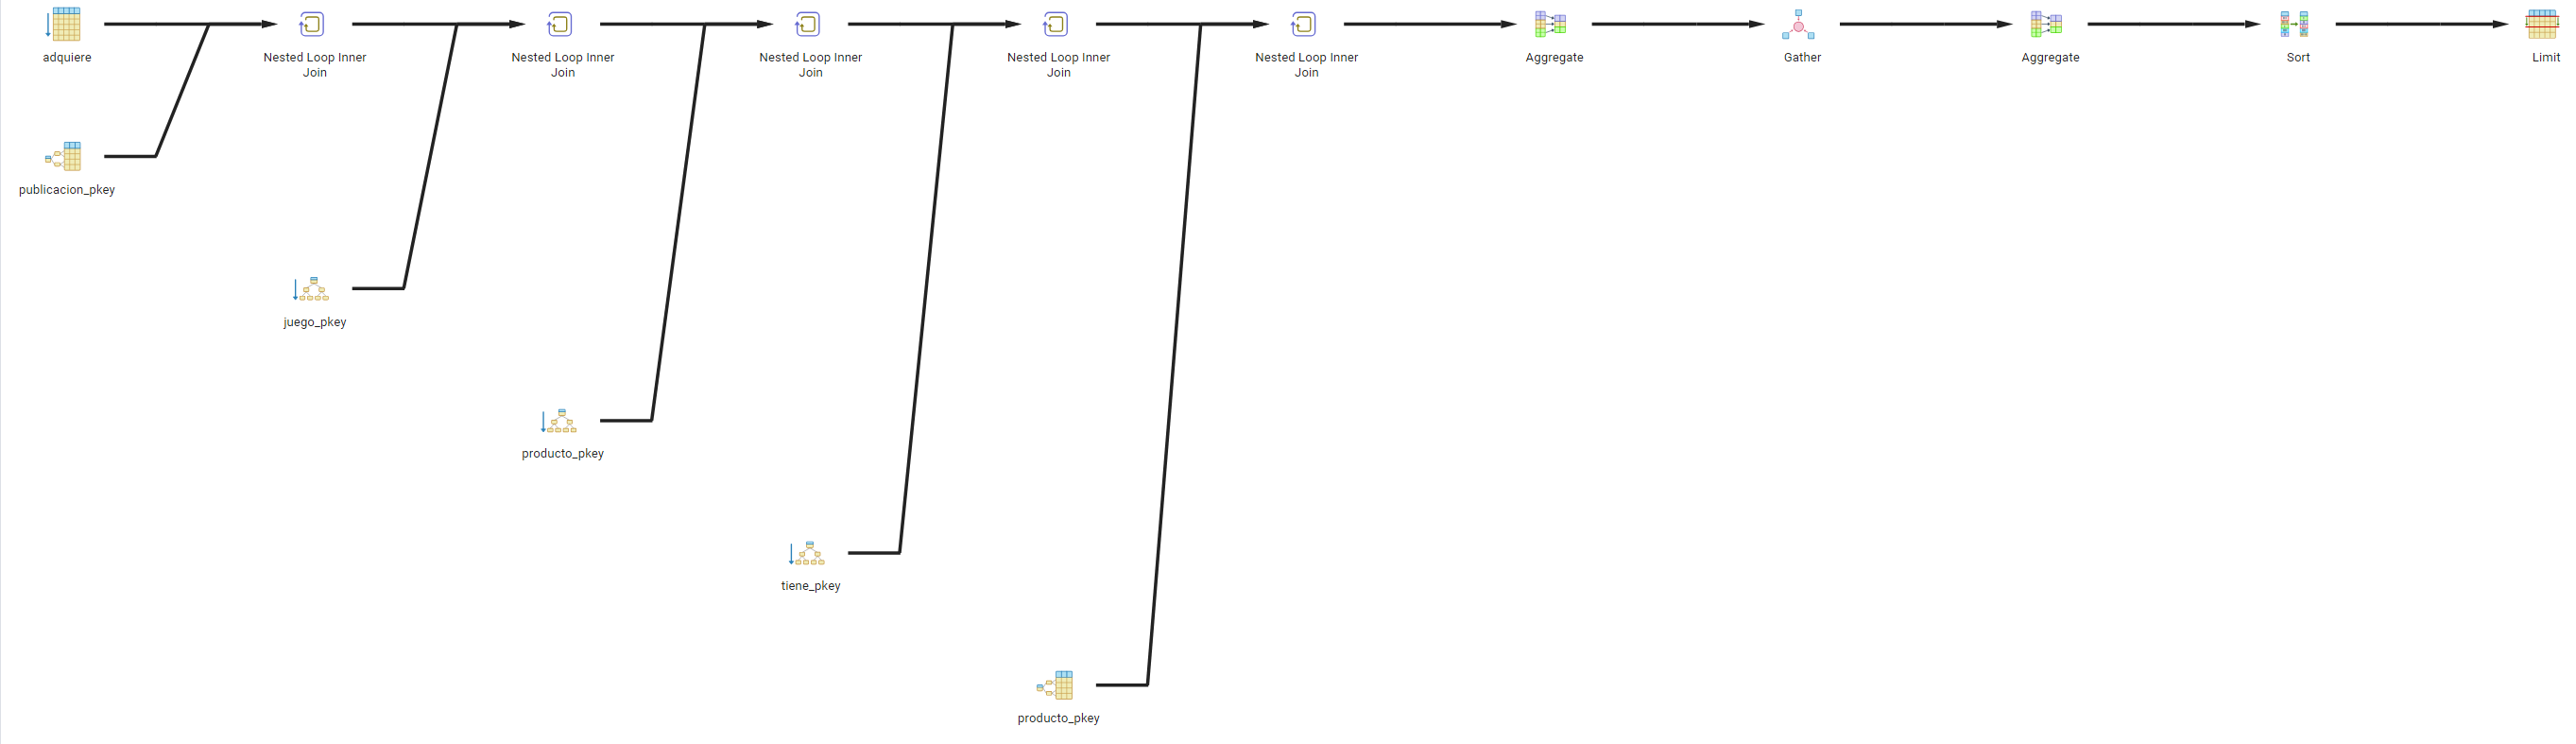 adquiere
Nested Loop Inner
Join
Nested Loop Inner
Join
Nested Loop Inner
Join
Nested Loop Inner
Join
Nested Loop Inner
Join
Aggregate
Gather
Aggregate
Sort
Limit
publicacion_pkey
juego_pkey
producto_pkey
tiene_pkey
producto_pkey